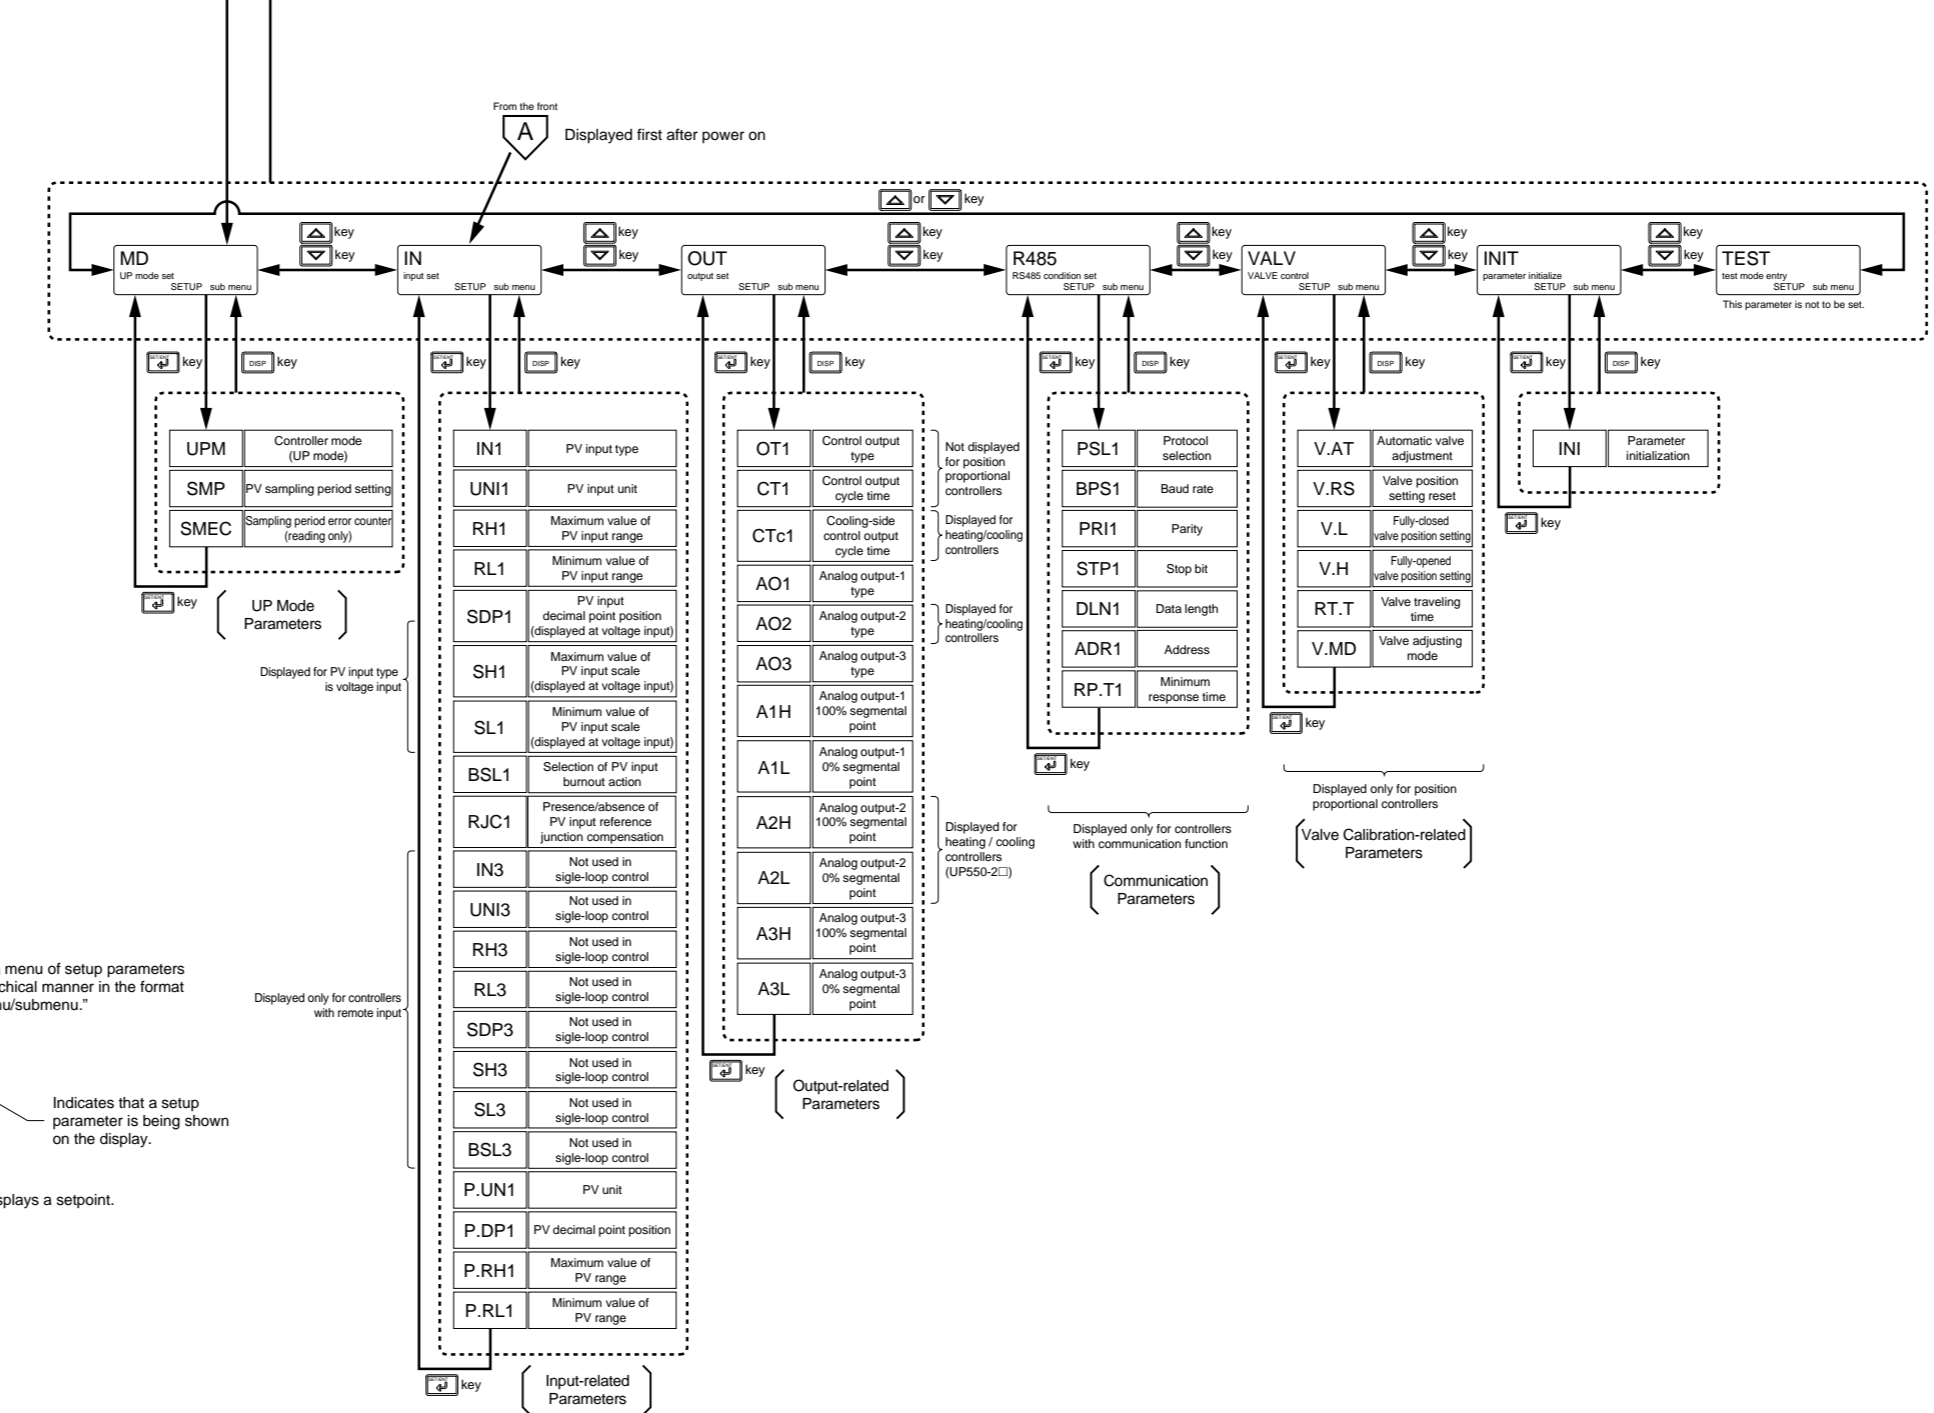 From the front
A
Displayed first after power on
or
key
MD
UP mode set
SETUP sub menu
key
key
IN
input set
SETUP sub menu
key
key
OUT
output set
SETUP sub menu
key
key
R485
RS485 condition set
SETUP sub menu
key
key
VALV
VALVE control
SETUP sub menu
key
key
INIT
parameter initialize
SETUP sub menu
key
key
TEST
test mode entry
SETUP sub menu
This parameter is not to be set.
key
DISP key
key
DISP key
key
DISP key
key
DISP key
key
DISP key
key
DISP key
UPM
Controller mode
(UP mode)
SMP
PV sampling period setting
SMEC
Sampling period error counter
(reading only)
key
UP Mode
Parameters
IN1
PV input type
UNI1
PV input unit
RH1
Maximum value of
PV input range
RL1
Minimum value of
PV input range
SDP1
PV input
decimal point position
(displayed at voltage input)
SH1
Maximum value of
PV input scale
(displayed at voltage input)
SL1
Minimum value of
PV input scale
(displayed at voltage input)
Displayed for PV input type
is voltage input
BSL1
Selection of PV input
burnout action
RJC1
Presence/absence of
PV input reference
junction compensation
IN3
Not used in
sigle-loop control
UNI3
Not used in
sigle-loop control
RH3
Not used in
sigle-loop control
RL3
Not used in
sigle-loop control
SDP3
Not used in
sigle-loop control
SH3
Not used in
sigle-loop control
SL3
Not used in
sigle-loop control
BSL3
Not used in
sigle-loop control
Displayed only for controllers
with remote input
P.UN1
PV unit
P.DP1
PV decimal point position
P.RH1
Maximum value of
PV range
P.RL1
Minimum value of
PV range
key
Input-related
Parameters
OT1
Control output
type
CT1
Control output
cycle time
Not displayed
for position
proportional
controllers
CTc1
Cooling-side
control output
cycle time
Displayed for
heating/cooling
controllers
AO1
Analog output-1
type
AO2
Analog output-2
type
Displayed for
heating/cooling
controllers
AO3
Analog output-3
type
A1H
Analog output-1
100% segmental
point
A1L
Analog output-1
0% segmental
point
A2H
Analog output-2
100% segmental
point
A2L
Analog output-2
0% segmental
point
Displayed for
heating / cooling
controllers
(UP550-2□)
A3H
Analog output-3
100% segmental
point
A3L
Analog output-3
0% segmental
point
key
Output-related
Parameters
PSL1
Protocol
selection
BPS1
Baud rate
PRI1
Parity
STP1
Stop bit
DLN1
Data length
ADR1
Address
RP.T1
Minimum
response time
key
Displayed only for controllers
with communication function
Communication
Parameters
V.AT
Automatic valve
adjustment
V.RS
Valve position
setting reset
V.L
Fully-closed
valve position setting
V.H
Fully-opened
valve position setting
RT.T
Valve traveling
time
V.MD
Valve adjusting
mode
key
Displayed only for position
proportional controllers
Valve Calibration-related
Parameters
INI
Parameter
initialization
key
menu of setup parameters
chical manner in the format
nu/submenu.”
Indicates that a setup
parameter is being shown
on the display.
splays a setpoint.